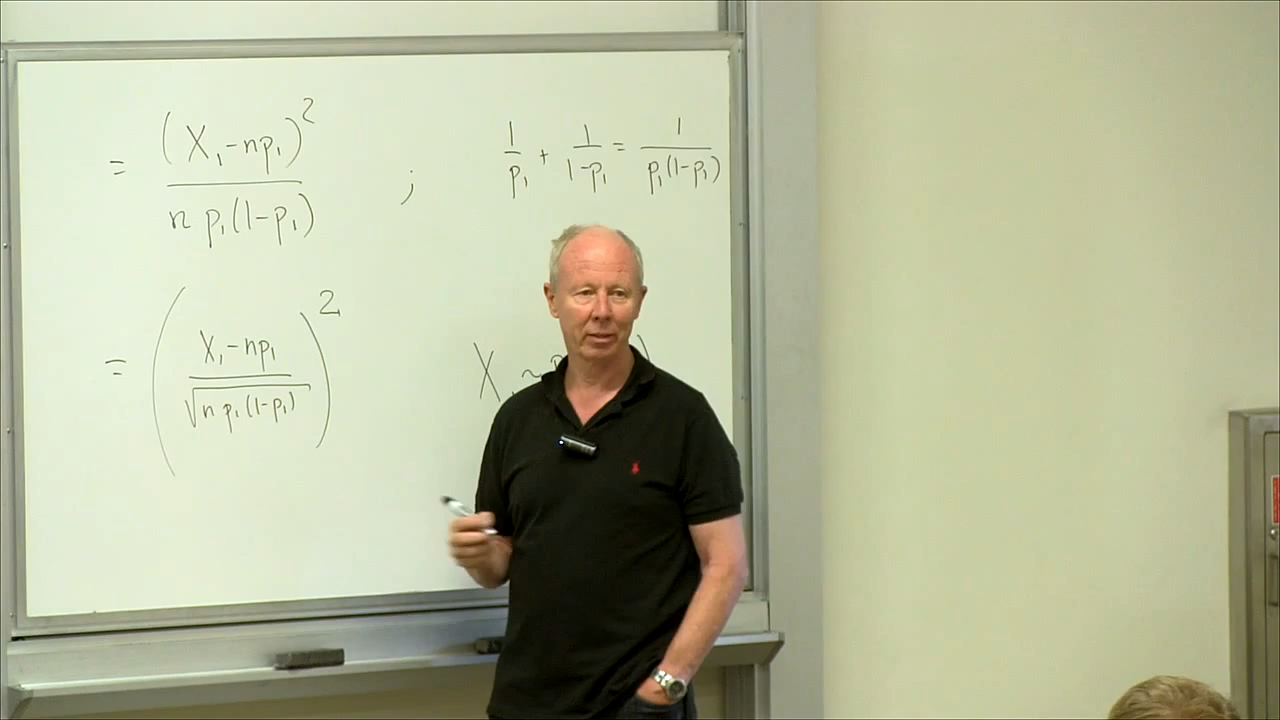 = (X₁-np₁)² / n p₁(1-p₁) ; 1/p₁ + 1/(1-p₁) = 1/(p₁(1-p₁))
= ( (X₁-np₁) / √(n p₁(1-p₁)) )² X₁ ~ )